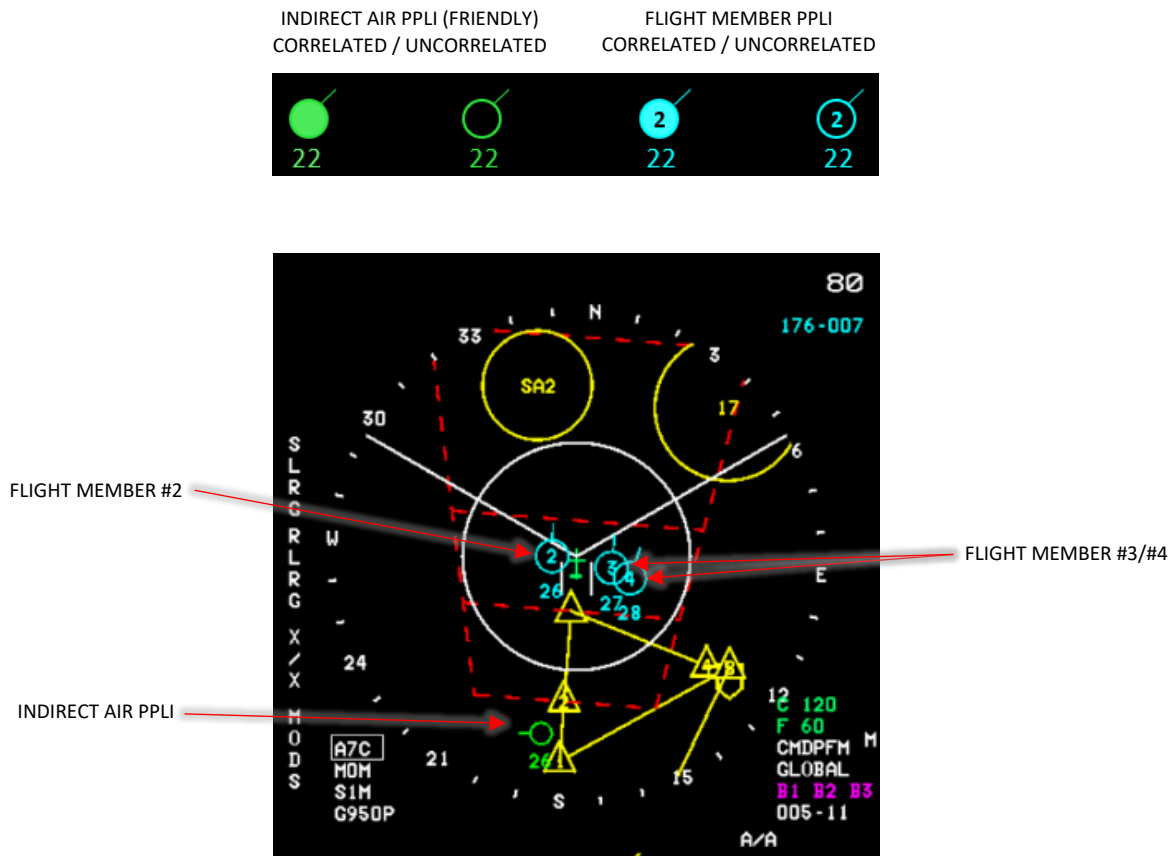 INDIRECT AIR PPLI (FRIENDLY)
CORRELATED / UNCORRELATED
FLIGHT MEMBER PPLI
CORRELATED / UNCORRELATED
2
2
22
22
22
22
80
176-007
N
33
3
SA2
17
30
6
SLRG RLRG X/X MODS
FLIGHT MEMBER #2
W
2
3
4
FLIGHT MEMBER #3/#4
E
26
27
28
24
4
2
12
INDIRECT AIR PPLI
C 120
F 60
A7C
21
26
1
15
CMDPFM
M
MOM
GLOBAL
S1M
S
B1 B2 B3
G950P
005-11
A/A